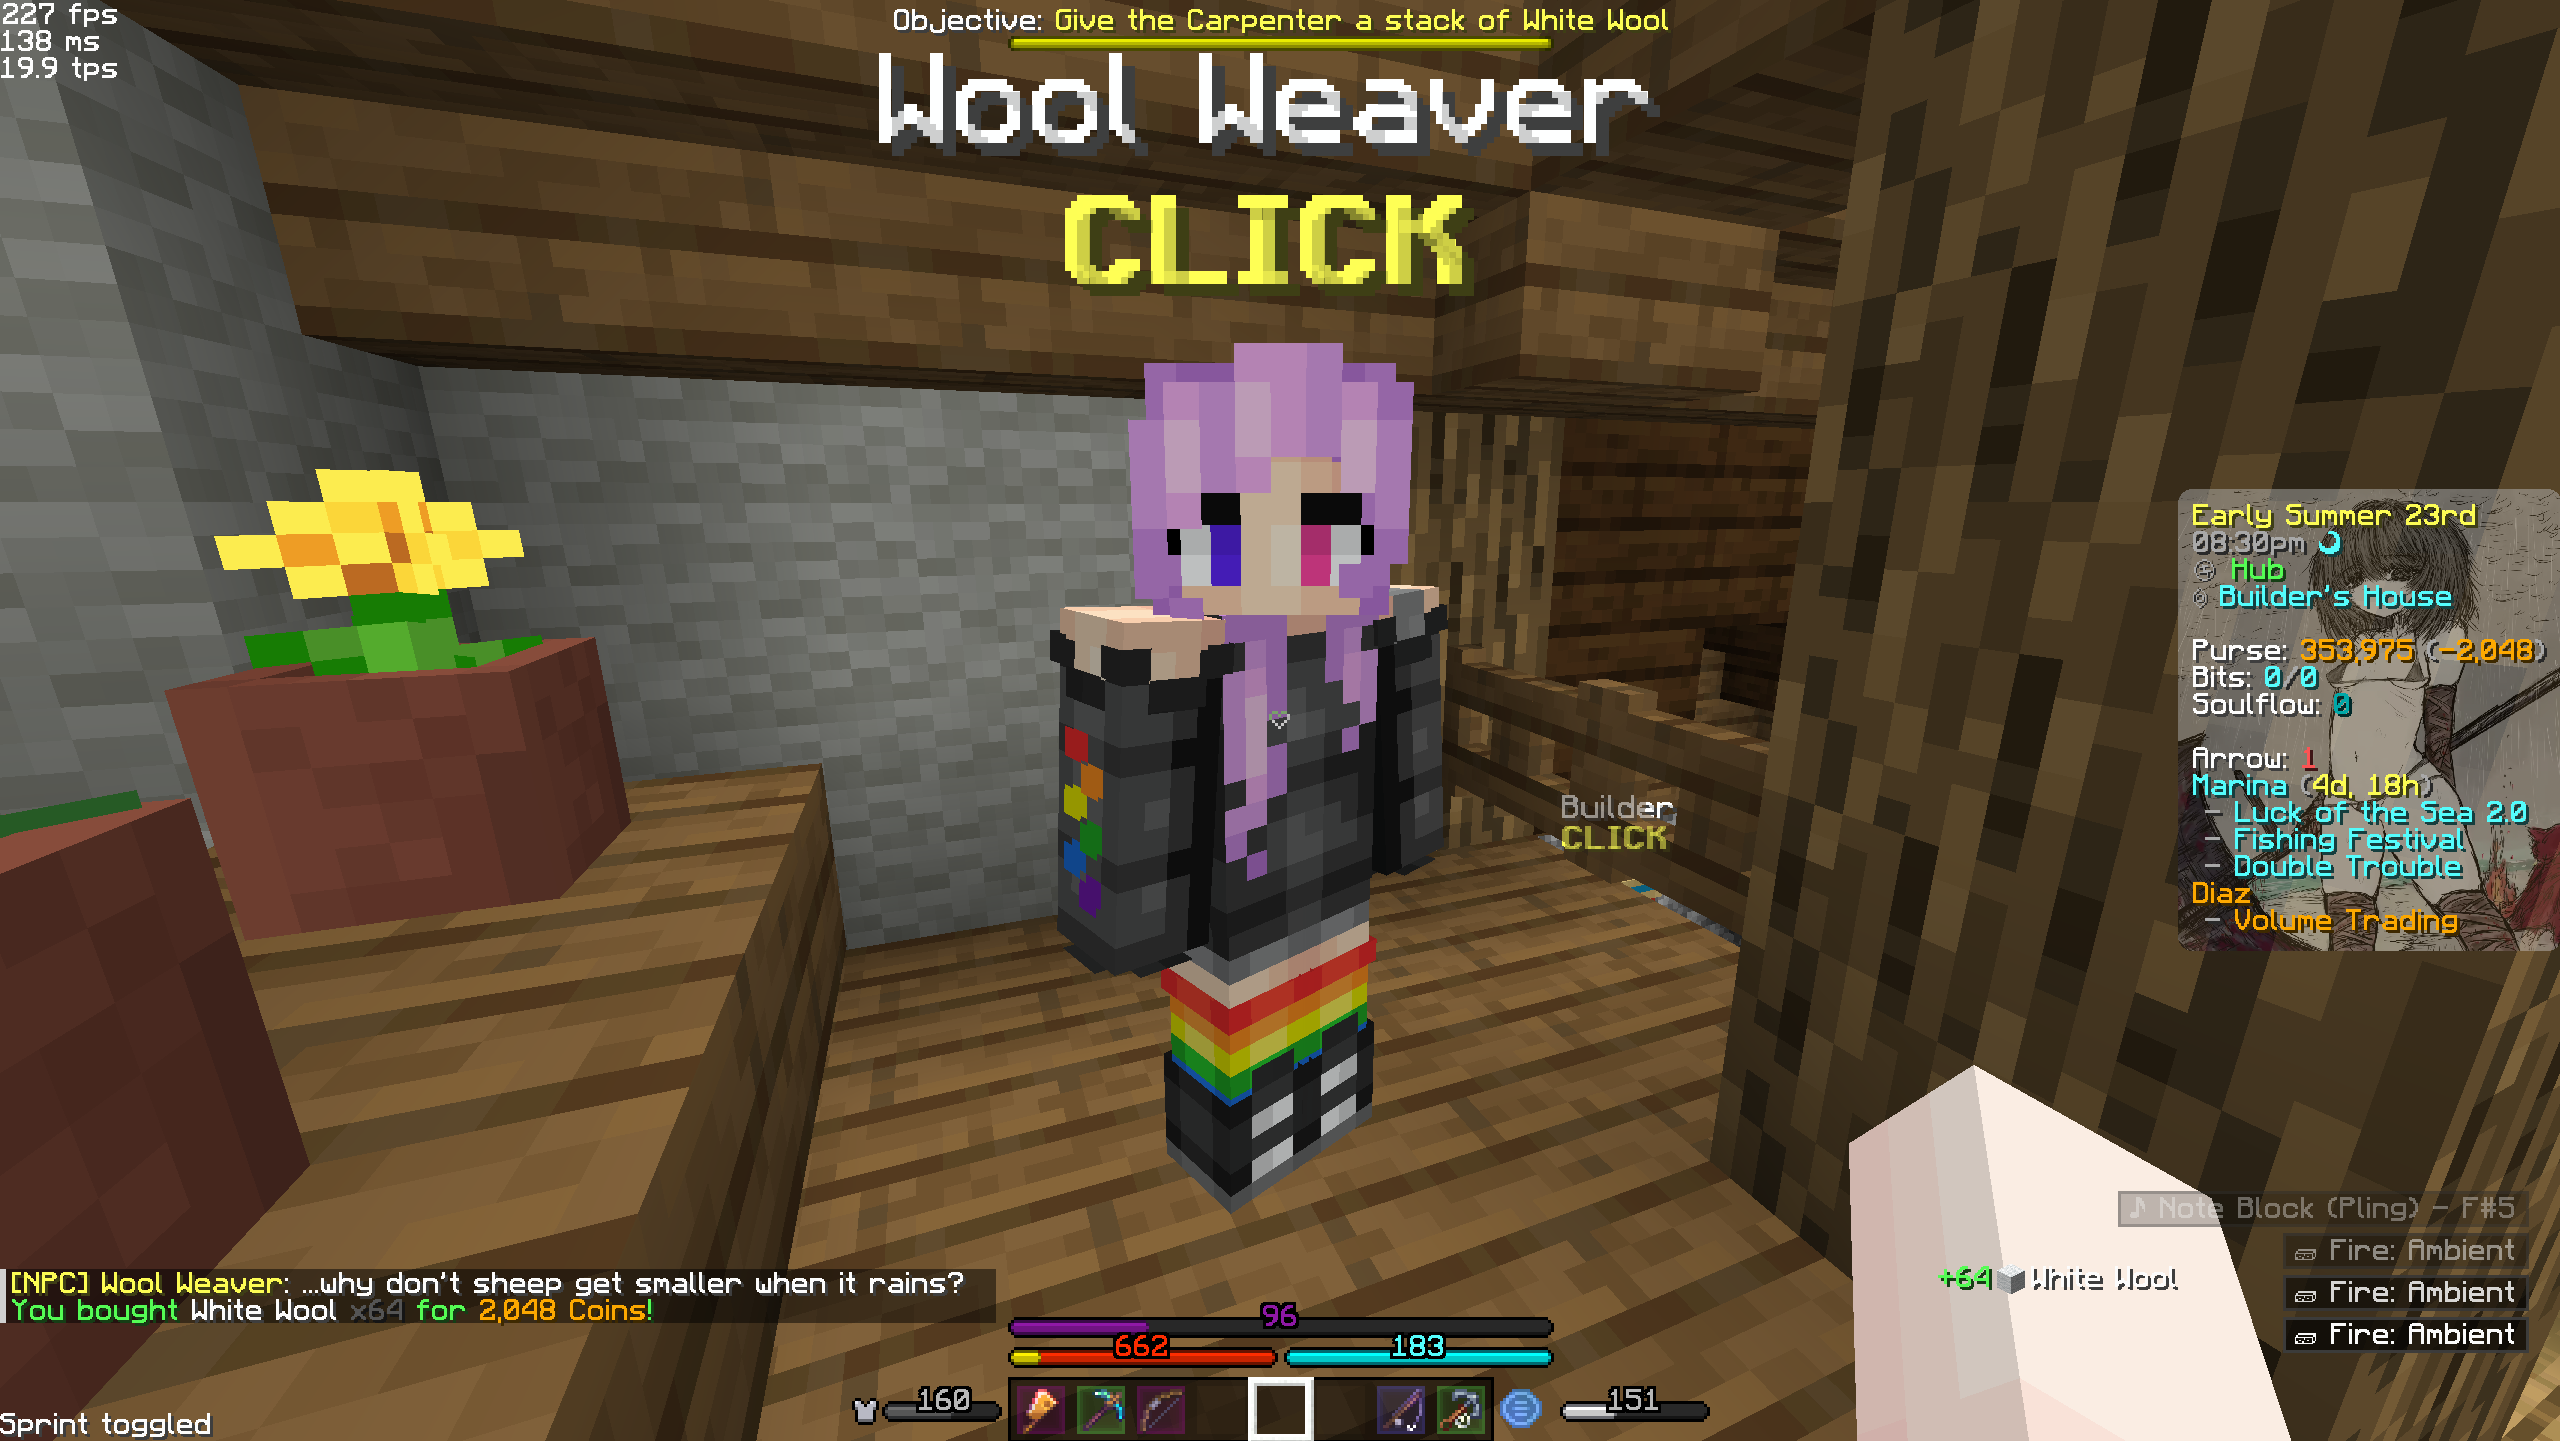 227 fps
138 ms
19.9 tps
Objective: Give the Carpenter a stack of White Wool
Wool Weaver
CLICK
Early Summer 23rd
08:30pm
Hub
Builder's House
Purse: 353,975 (-2,048)
Bits: 0/0
Soulflow: 0
Arrow: 1
Marina (4d, 18h)
- Luck of the Sea 2.0
- Fishing Festival
- Double Trouble
Diaz
- Volume Trading
Builder
CLICK
♪ Note Block (Pling) - F#5
Fire: Ambient
Fire: Ambient
Fire: Ambient
+64 White Wool
[NPC] Wool Weaver: ...why don't sheep get smaller when it rains?
You bought White Wool x64 for 2,048 Coins!
96
662
183
160
151
Sprint toggled